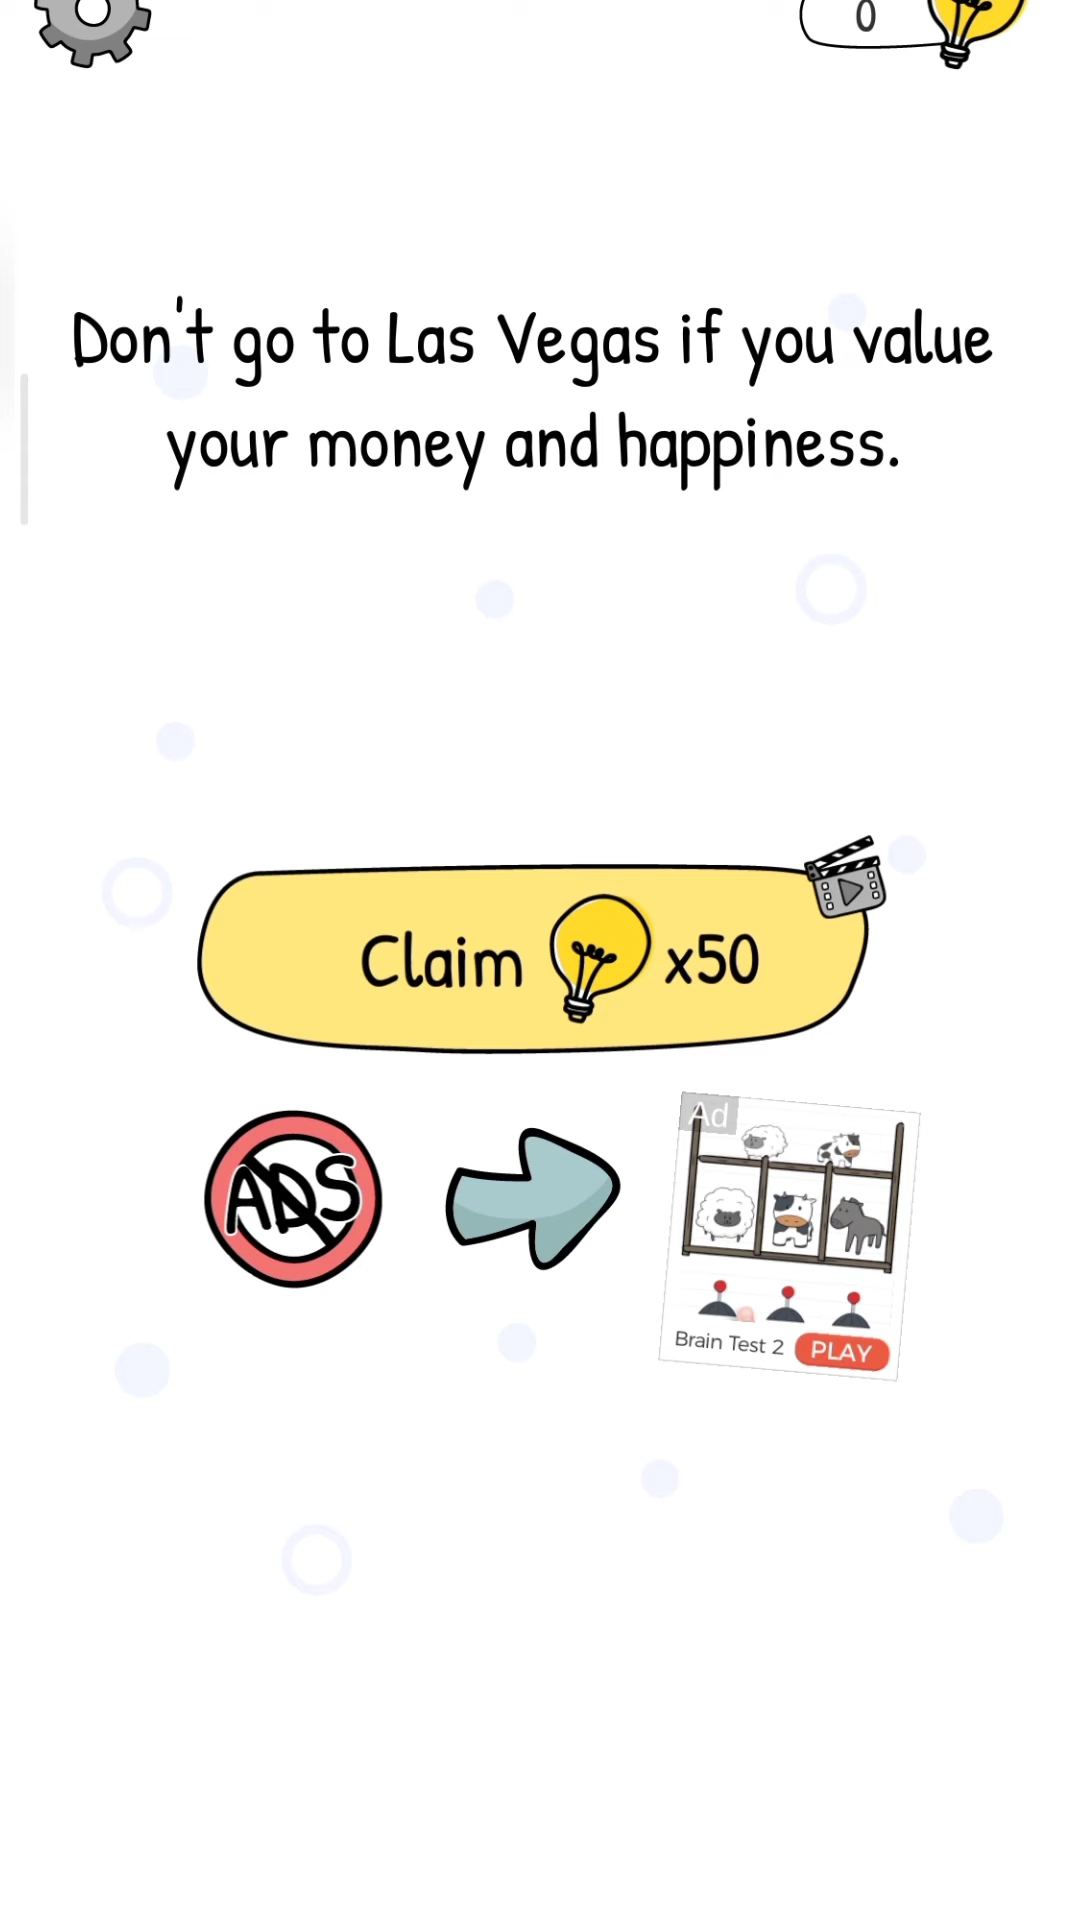 0
Don't go to Las Vegas if you value
your money and happiness.
Claim x50
ADS
Ad
Brain Test 2 PLAY